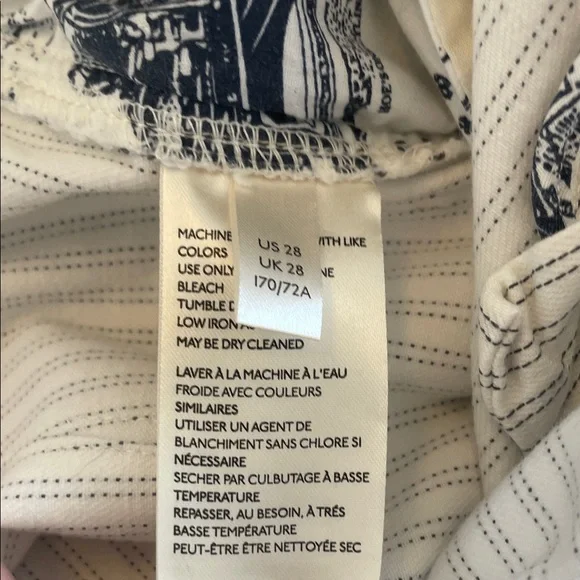 US 28
UK 28
170/72A
MACHINE WITH LIKE
COLORS
USE ONLY
BLEACH
TUMBLE
LOW IRON
MAY BE DRY CLEANED
LAVER À LA MACHINE À L'EAU
FROIDE AVEC COULEURS
SIMILAIRES
UTILISER UN AGENT DE
BLANCHIMENT SANS CHLORE SI
NÉCESSAIRE
SECHER PAR CULBUTAGE À BASSE
TEMPERATURE
REPASSER, AU BESOIN, À TRÈS
BASSE TEMPÉRATURE
PEUT-ÊTRE ÊTRE NETTOYÉE SEC